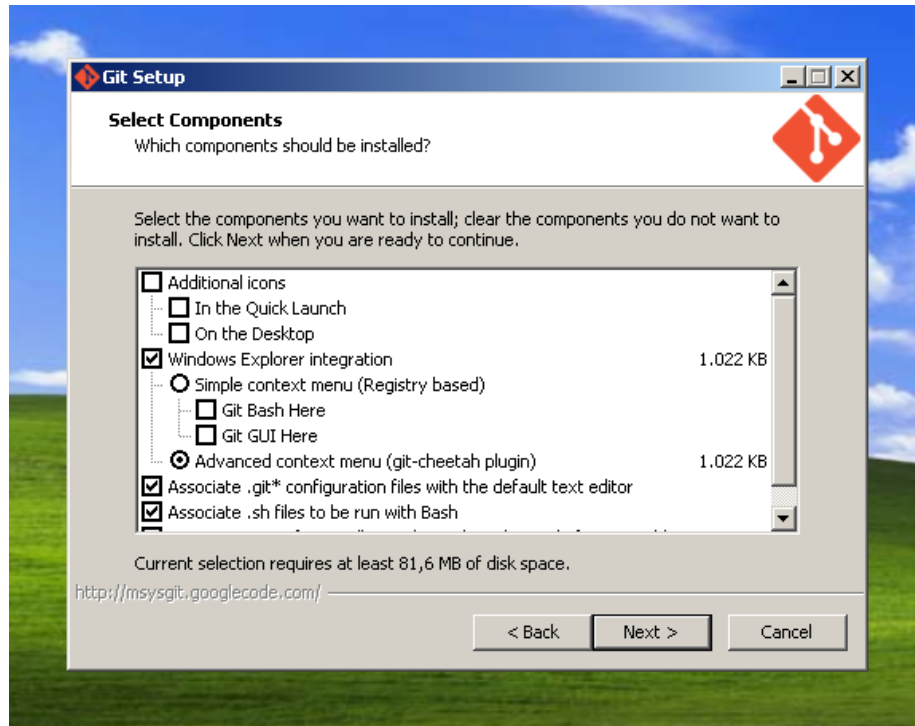 Git Setup
Select Components
Which components should be installed?
Select the components you want to install; clear the components you do not want to
install. Click Next when you are ready to continue.
Additional icons
In the Quick Launch
On the Desktop
Windows Explorer integration 1.022 KB
Simple context menu (Registry based)
Git Bash Here
Git GUI Here
Advanced context menu (git-cheetah plugin) 1.022 KB
Associate .git* configuration files with the default text editor
Associate .sh files to be run with Bash
Current selection requires at least 81,6 MB of disk space.
http://msysgit.googlecode.com/
< Back Next > Cancel